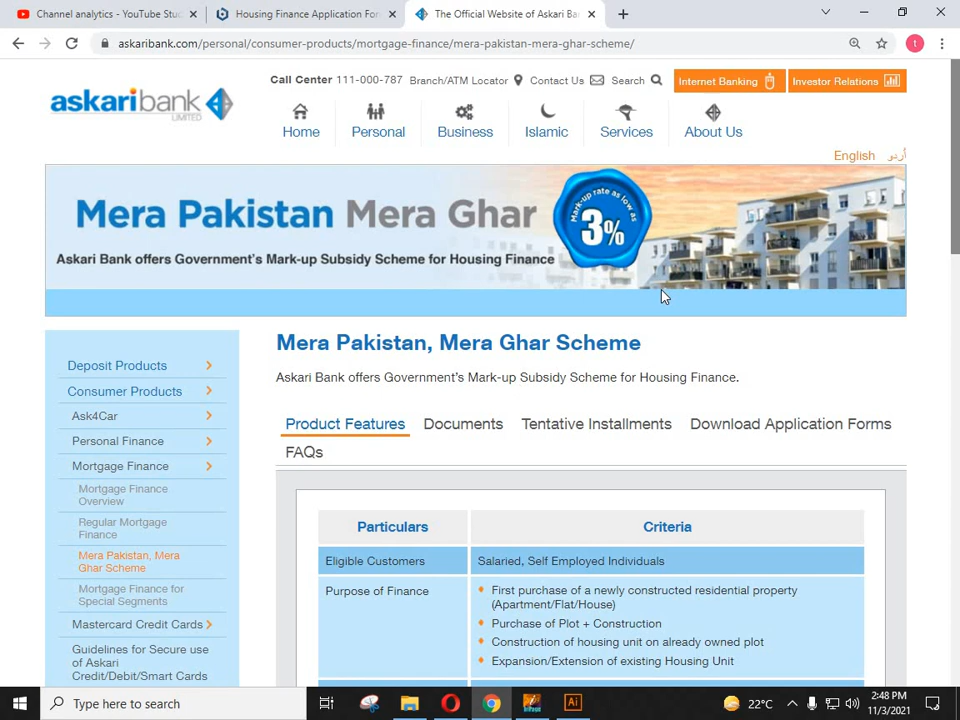 Channel analytics - YouTube Stud
Housing Finance Application For
The Official Website of Askari Ba
askaribank.com/personal/consumer-products/mortgage-finance/mera-pakistan-mera-ghar-scheme/
t
Call Center 111-000-787 Branch/ATM Locator Contact Us Search Internet Banking Investor Relations
askaribank
LIMITED
Home Personal Business Islamic Services About Us
English اُردو
Mera Pakistan Mera Ghar
Mark-up rate as low as
3%
Askari Bank offers Government's Mark-up Subsidy Scheme for Housing Finance
Deposit Products
Consumer Products
Ask4Car
Personal Finance
Mortgage Finance
Mortgage Finance
Overview
Regular Mortgage
Finance
Mera Pakistan, Mera
Ghar Scheme
Mortgage Finance for
Special Segments
Mastercard Credit Cards
Guidelines for Secure use
of Askari
Credit/Debit/Smart Cards
Mera Pakistan, Mera Ghar Scheme
Askari Bank offers Government's Mark-up Subsidy Scheme for Housing Finance.
Product Features Documents Tentative Installments Download Application Forms
FAQs
Particulars Criteria
Eligible Customers Salaried, Self Employed Individuals
Purpose of Finance First purchase of a newly constructed residential property
(Apartment/Flat/House)
Purchase of Plot + Construction
Construction of housing unit on already owned plot
Expansion/Extension of existing Housing Unit
Type here to search
Ai
22°C
2:48 PM
11/3/2021